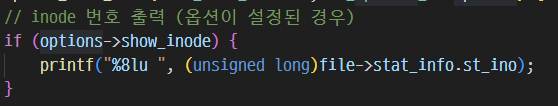 // inode 번호 출력 (옵션이 설정된 경우)
if (options->show_inode) {
    printf("%8lu ", (unsigned long)file->stat_info.st_ino);
}